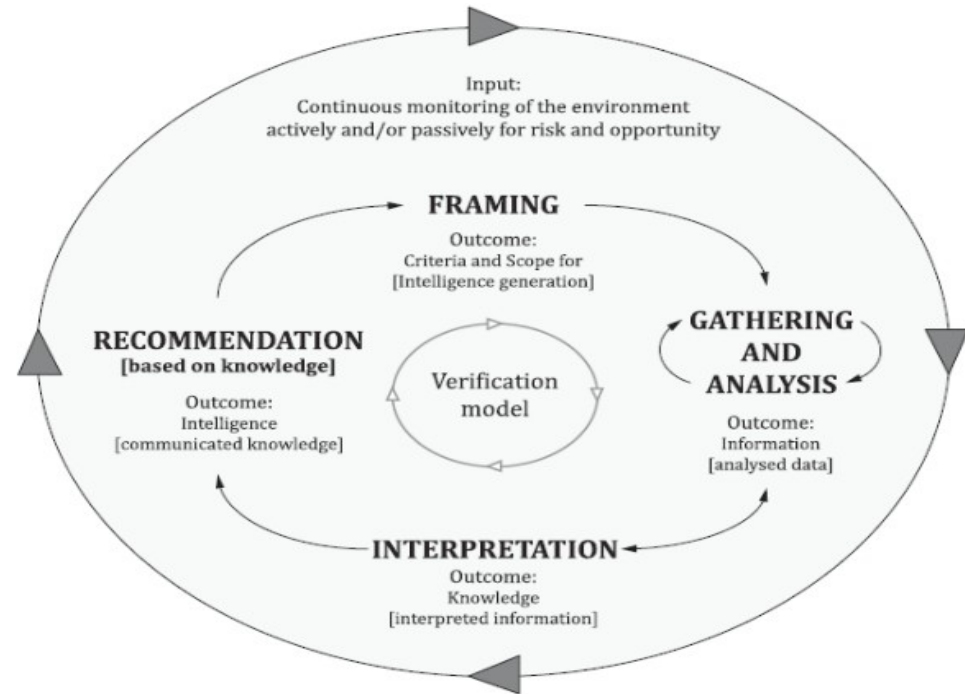 Input:
Continuous monitoring of the environment
actively and/or passively for risk and opportunity
FRAMING
Outcome:
Criteria and Scope for
[Intelligence generation]
GATHERING
AND
ANALYSIS
Outcome:
Information
[analysed data]
INTERPRETATION
Outcome:
Knowledge
[interpreted information]
RECOMMENDATION
[based on knowledge]
Outcome:
Intelligence
[communicated knowledge]
Verification
model